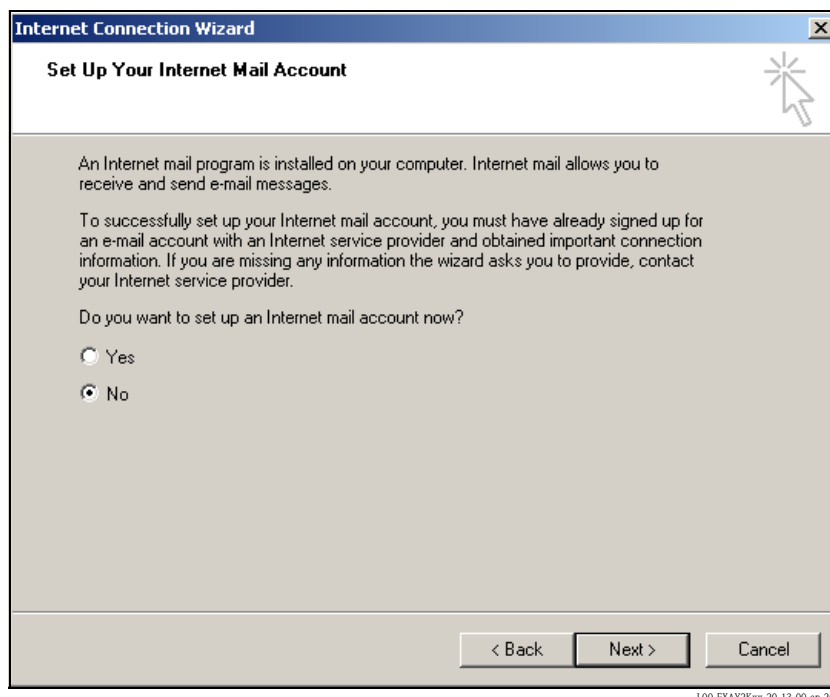 Internet Connection Wizard
Set Up Your Internet Mail Account
An Internet mail program is installed on your computer. Internet mail allows you to
receive and send e-mail messages.
To successfully set up your Internet mail account, you must have already signed up for
an e-mail account with an Internet service provider and obtained important connection
information. If you are missing any information the wizard asks you to provide, contact
your Internet service provider.
Do you want to set up an Internet mail account now?
Yes
No
< Back
Next >
Cancel